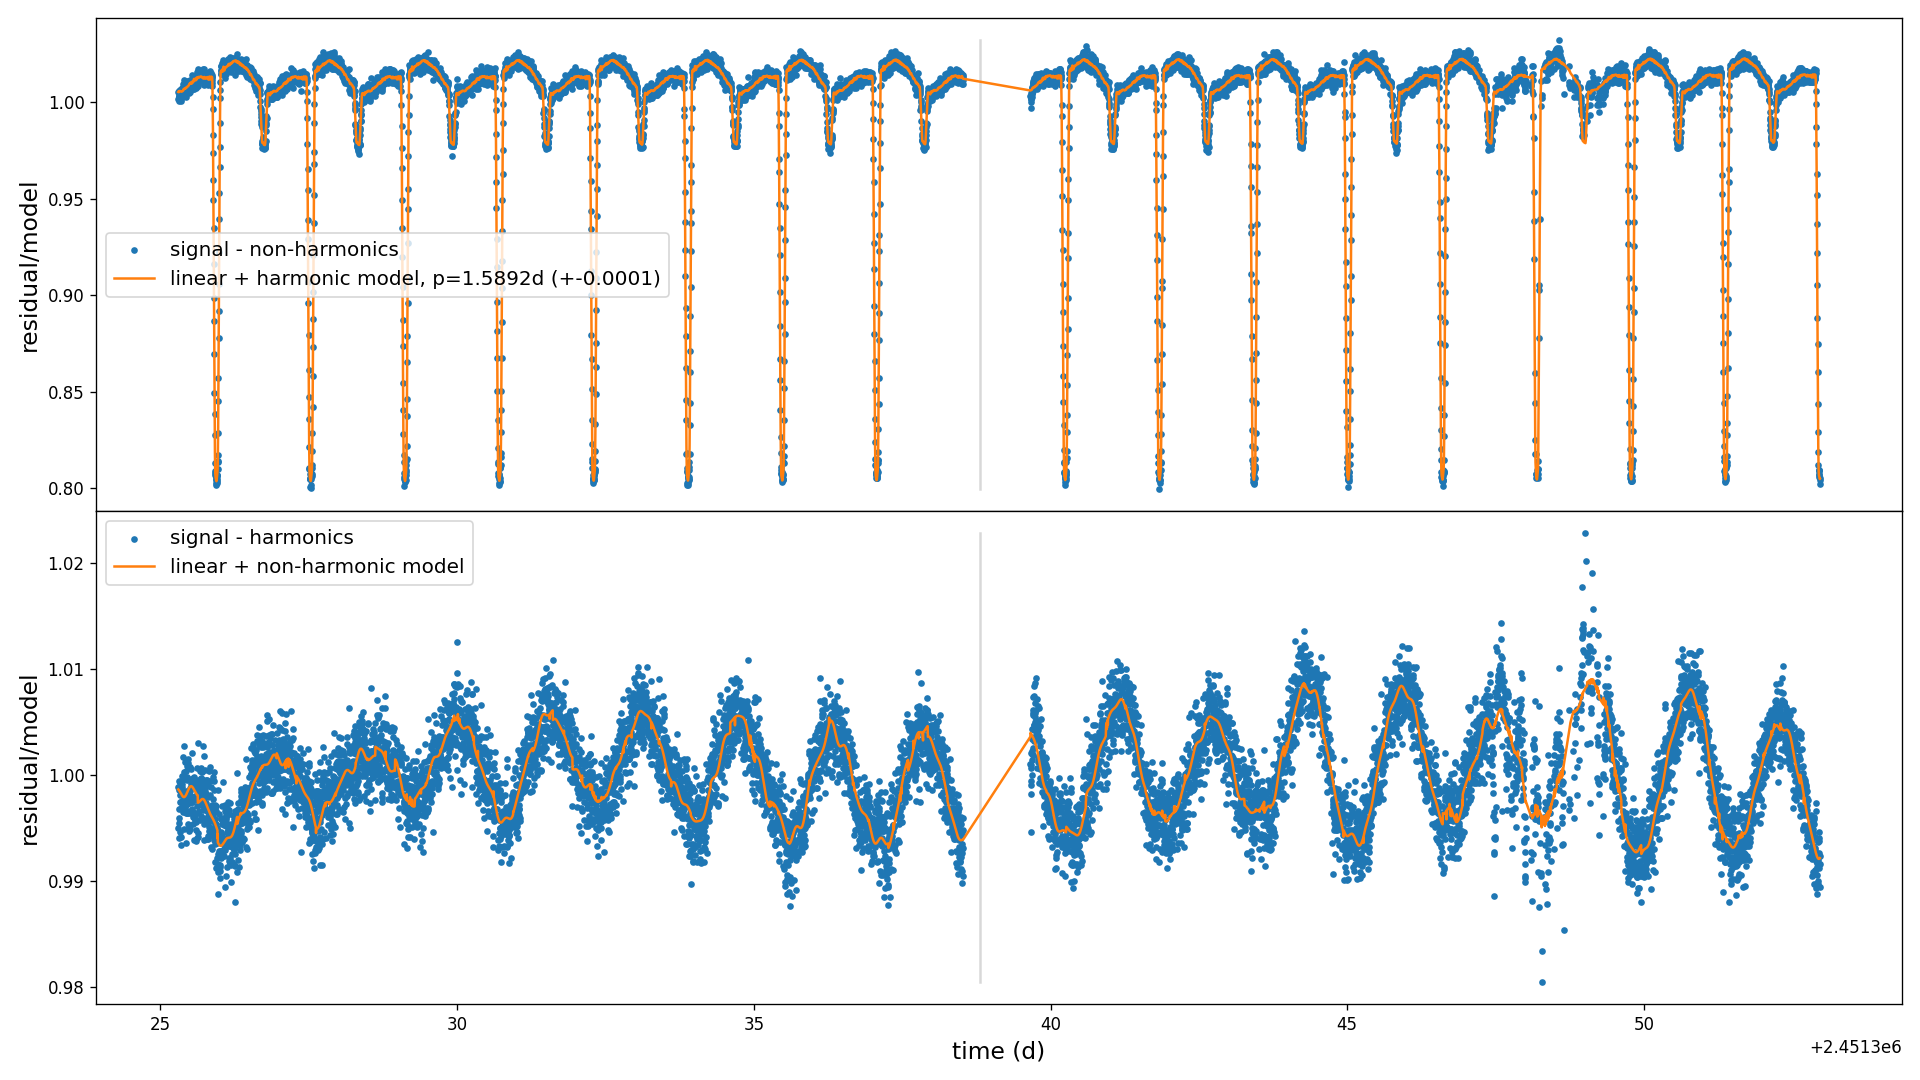 1.00
0.95
0.90
0.85
0.80
residual/model
signal - non-harmonics
linear + harmonic model, p=1.5892d (+-0.0001)
1.02
1.01
1.00
0.99
0.98
residual/model
signal - harmonics
linear + non-harmonic model
25 30 35 40 45 50
time (d)
+2.4513e6